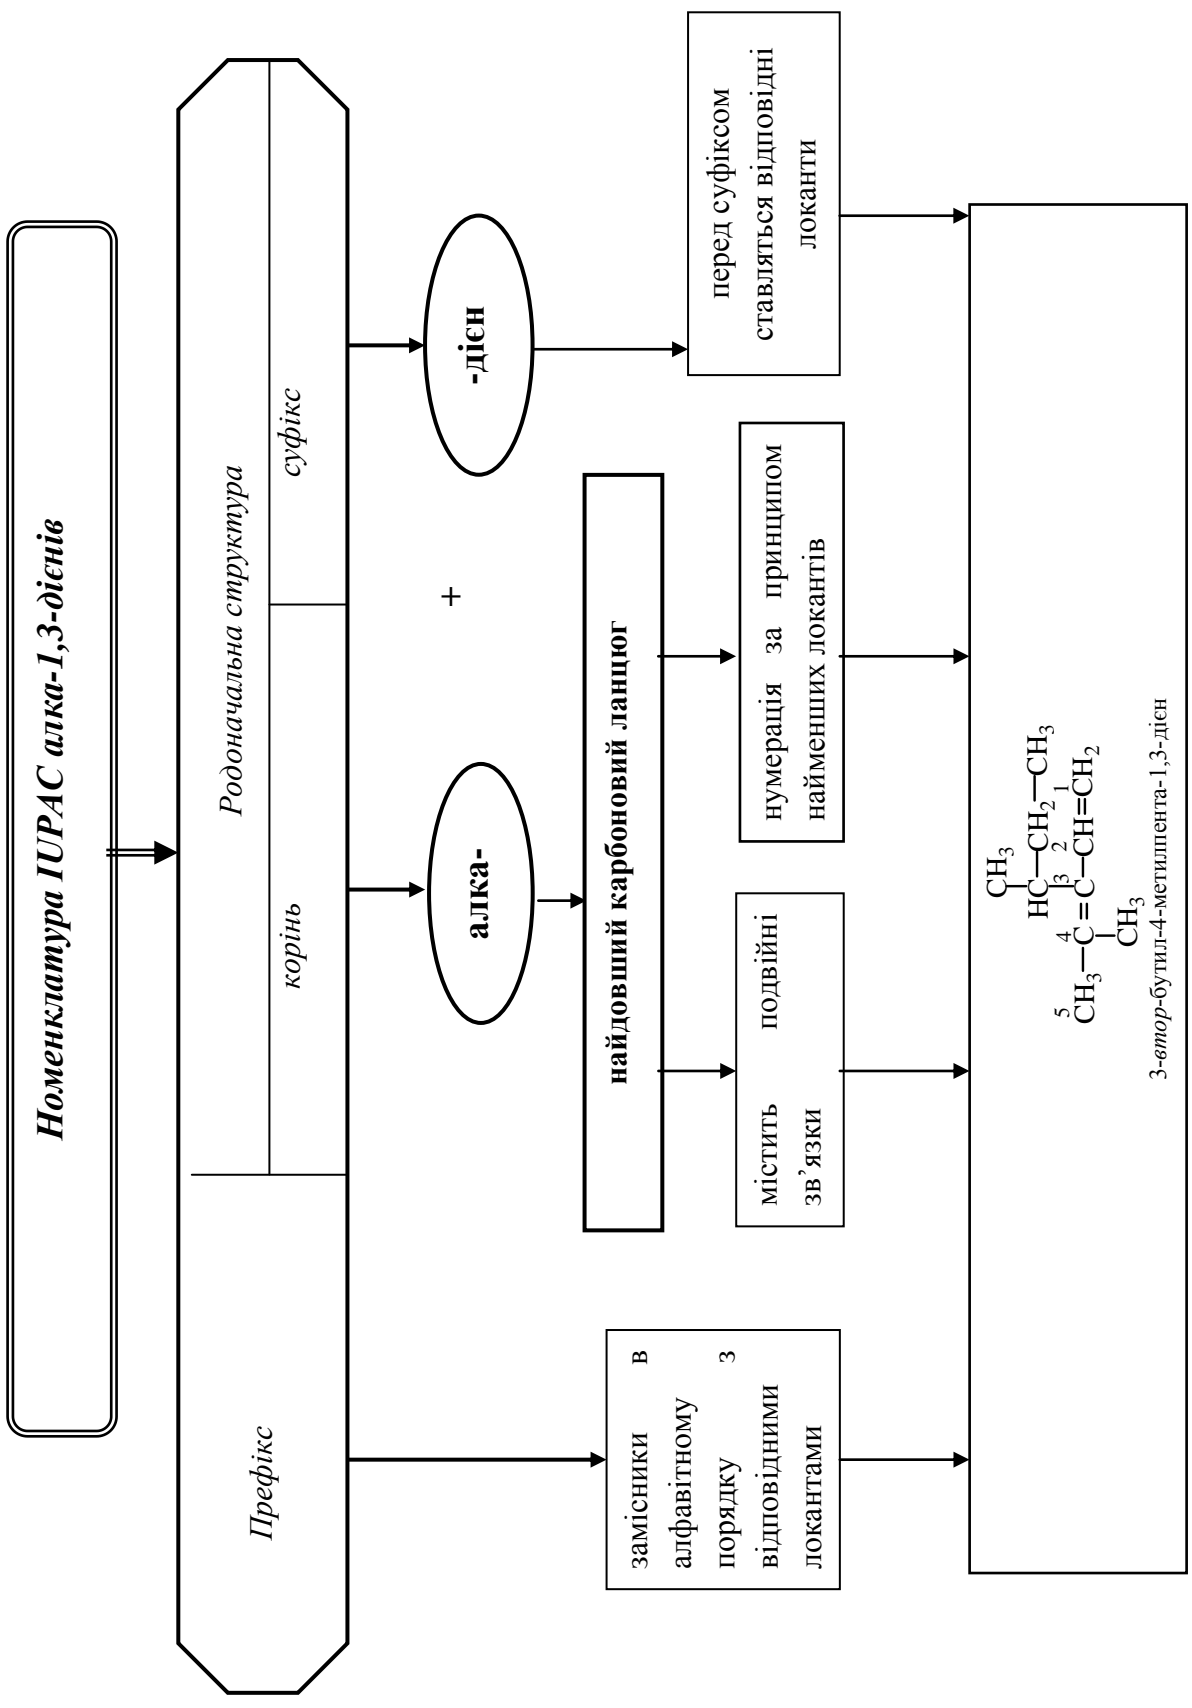 Номенклатура IUPAC алка-1,3-дієнів
Префікс
Родоначальна структура
корінь
суфікс
алка-
+
-дієн
найдовший карбоновий ланцюг
замісники в
алфавітному
порядку з
відповідними
локантами
містить подвійні
зв’язки
нумерація за принципом
найменших локантів
перед суфіксом
ставляться відповідні
локанти
CH3
HC—CH2—CH3
5 4 3 2 1
CH3—C=C—CH=CH2
CH3
3-втор-бутил-4-метилпента-1,3-дієн